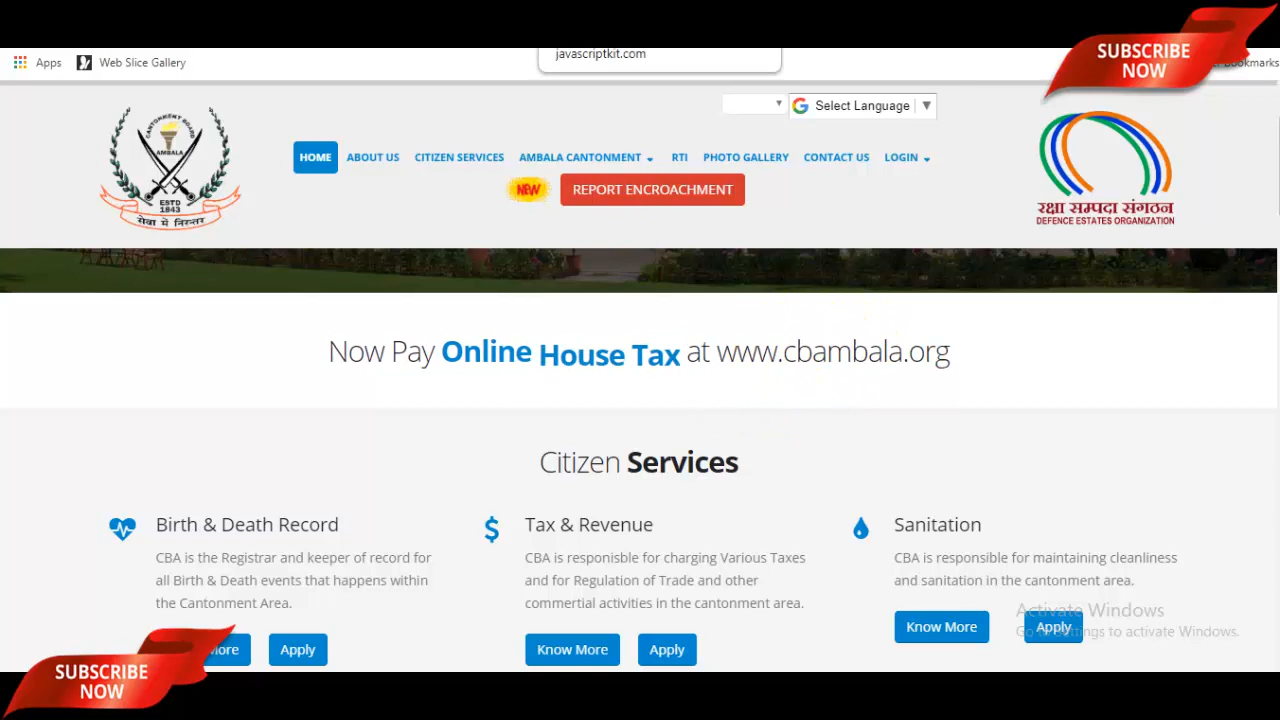 SUBSCRIBE
NOW
javascriptkit.com
Apps
Web Slice Gallery
Bookmarks
Select Language
CANTONMENT BOARD
AMBALA
ESTD
1843
सेवा में निरन्तर
HOME
ABOUT US
CITIZEN SERVICES
AMBALA CANTONMENT
RTI
PHOTO GALLERY
CONTACT US
LOGIN
NEW
REPORT ENCROACHMENT
रक्षा सम्पदा संगठन
DEFENCE ESTATES ORGANIZATION
Now Pay Online House Tax at www.cbambala.org
Citizen Services
Birth & Death Record
CBA is the Registrar and keeper of record for
all Birth & Death events that happens within
the Cantonment Area.
More
Apply
Tax & Revenue
CBA is responisble for charging Various Taxes
and for Regulation of Trade and other
commertial activities in the cantonment area.
Know More
Apply
Sanitation
CBA is responsible for maintaining cleanliness
and sanitation in the cantonment area.
Know More
Apply
Activate Windows
Go to Settings to activate Windows.
SUBSCRIBE
NOW